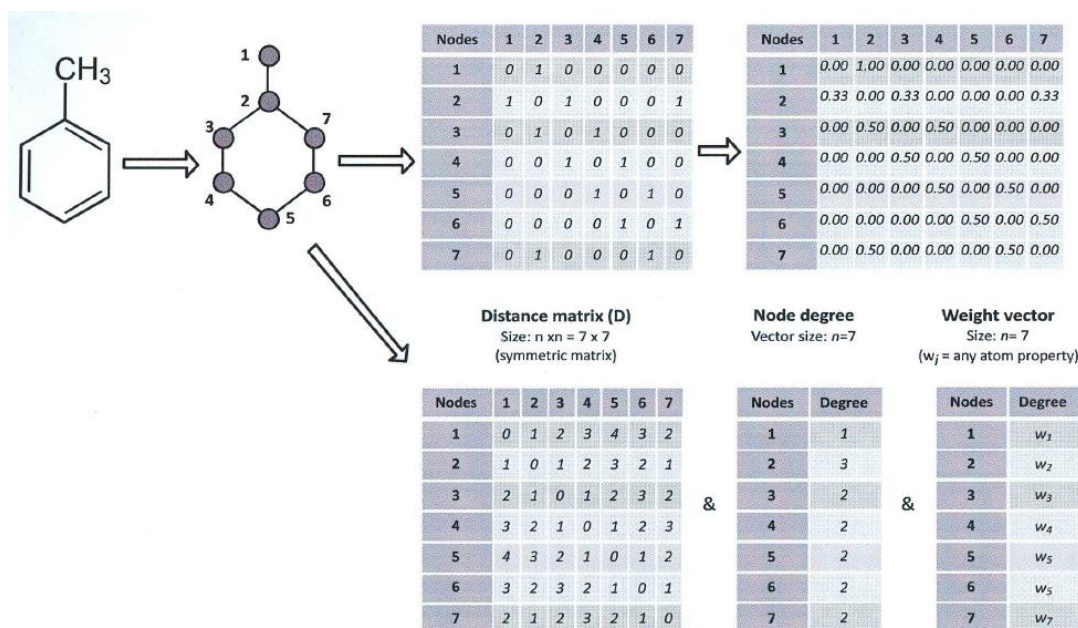 CH3
1
2
3
7
4
6
5
Nodes 1 2 3 4 5 6 7
1 0 1 0 0 0 0 0
2 1 0 1 0 0 0 1
3 0 1 0 1 0 0 0
4 0 0 1 0 1 0 0
5 0 0 0 1 0 1 0
6 0 0 0 0 1 0 1
7 0 1 0 0 0 1 0
Nodes 1 2 3 4 5 6 7
1 0.00 1.00 0.00 0.00 0.00 0.00 0.00
2 0.33 0.00 0.33 0.00 0.00 0.00 0.33
3 0.00 0.50 0.00 0.50 0.00 0.00 0.00
4 0.00 0.00 0.50 0.00 0.50 0.00 0.00
5 0.00 0.00 0.00 0.50 0.00 0.50 0.00
6 0.00 0.00 0.00 0.00 0.50 0.00 0.50
7 0.00 0.50 0.00 0.00 0.00 0.50 0.00
Distance matrix (D)
Size: n xn = 7 x 7
(symmetric matrix)
Node degree
Vector size: n=7
Weight vector
Size: n= 7
(wj = any atom property)
Nodes 1 2 3 4 5 6 7
1 0 1 2 3 4 3 2
2 1 0 1 2 3 2 1
3 2 1 0 1 2 3 2
4 3 2 1 0 1 2 3
5 4 3 2 1 0 1 2
6 3 2 3 2 1 0 1
7 2 1 2 3 2 1 0
&
Nodes Degree
1 1
2 3
3 2
4 2
5 2
6 2
7 2
&
Nodes Degree
1 w1
2 w2
3 w3
4 w4
5 w5
6 w5
7 w7